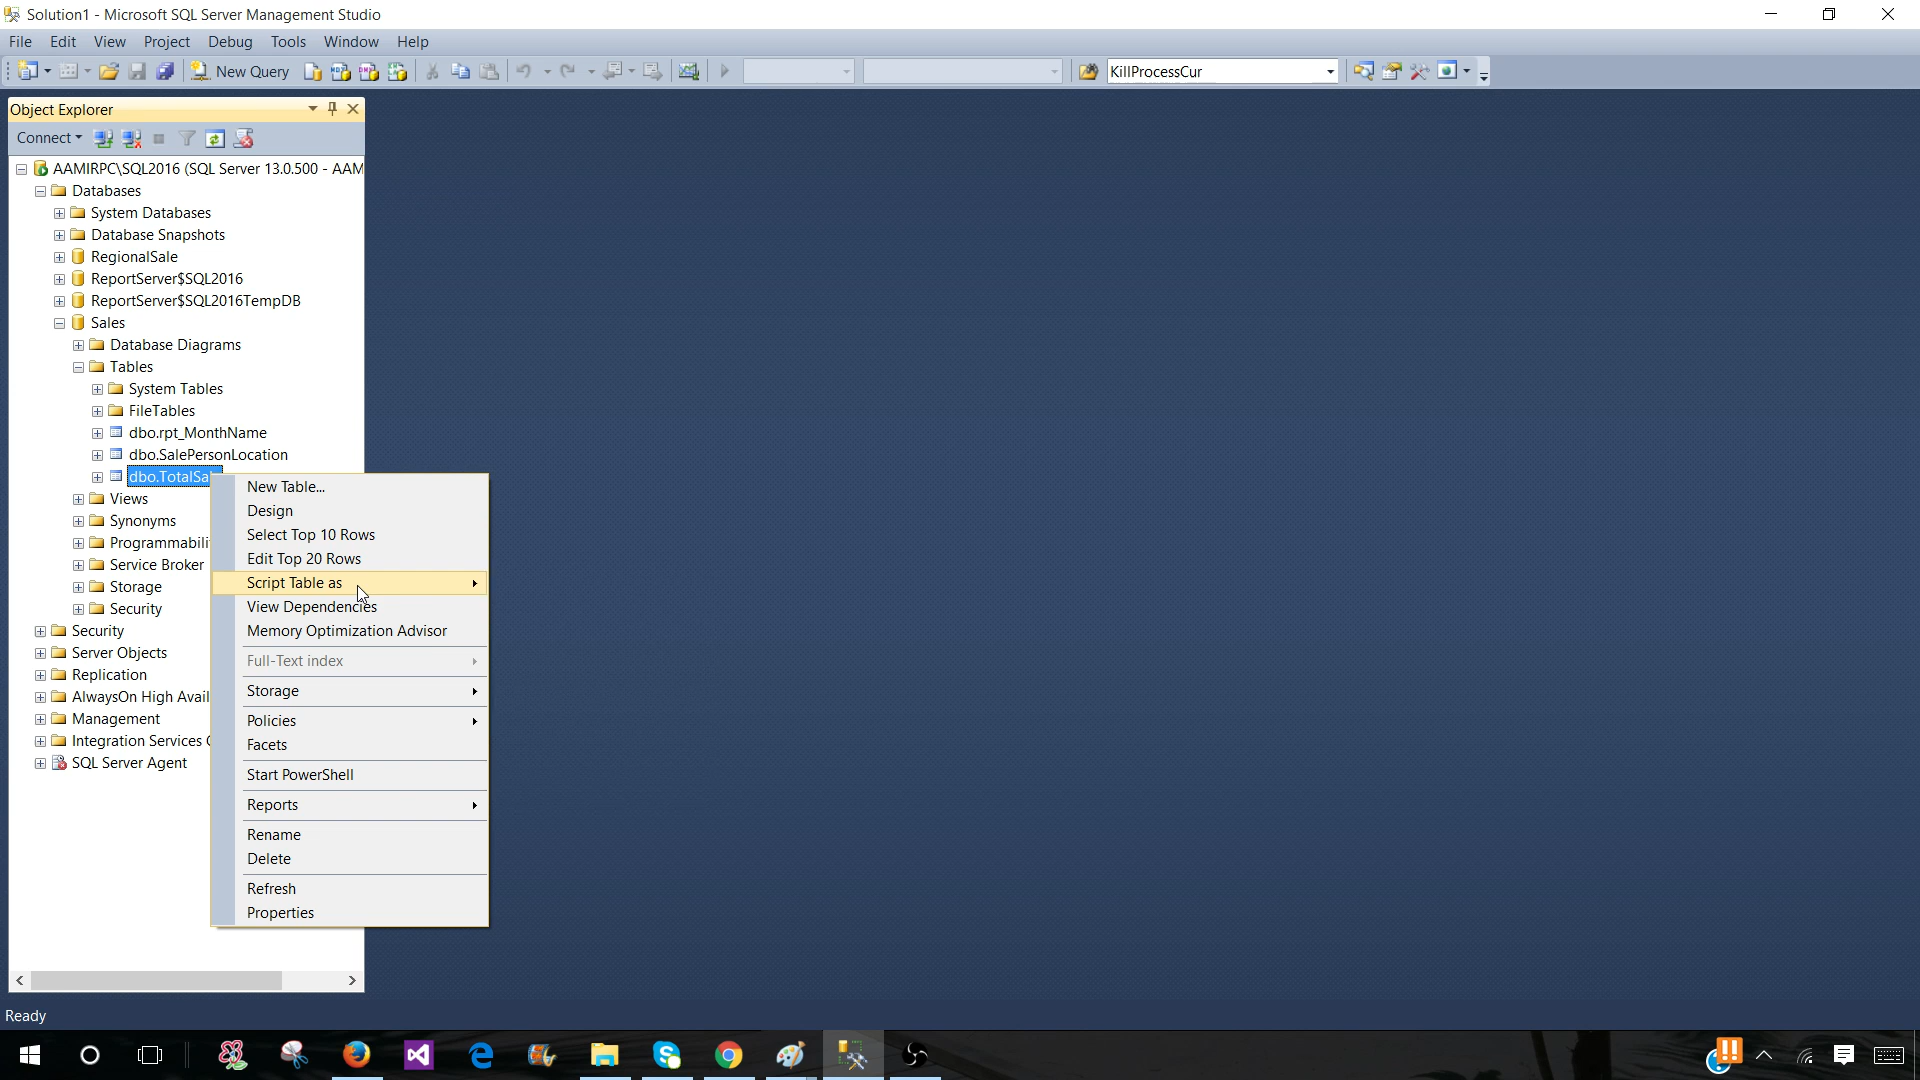 Solution1 - Microsoft SQL Server Management Studio
File Edit View Project Debug Tools Window Help
New Query KillProcessCur
Object Explorer
Connect
AAMIRPC\SQL2016 (SQL Server 13.0.500 - AAM
Databases
System Databases
Database Snapshots
RegionalSale
ReportServer$SQL2016
ReportServer$SQL2016TempDB
Sales
Database Diagrams
Tables
System Tables
FileTables
dbo.rpt_MonthName
dbo.SalePersonLocation
dbo.TotalSa
Views
Synonyms
Programmabili
Service Broker
Storage
Security
Security
Server Objects
Replication
AlwaysOn High Avail
Management
Integration Services
SQL Server Agent
New Table...
Design
Select Top 10 Rows
Edit Top 20 Rows
Script Table as
View Dependencies
Memory Optimization Advisor
Full-Text index
Storage
Policies
Facets
Start PowerShell
Reports
Rename
Delete
Refresh
Properties
Ready